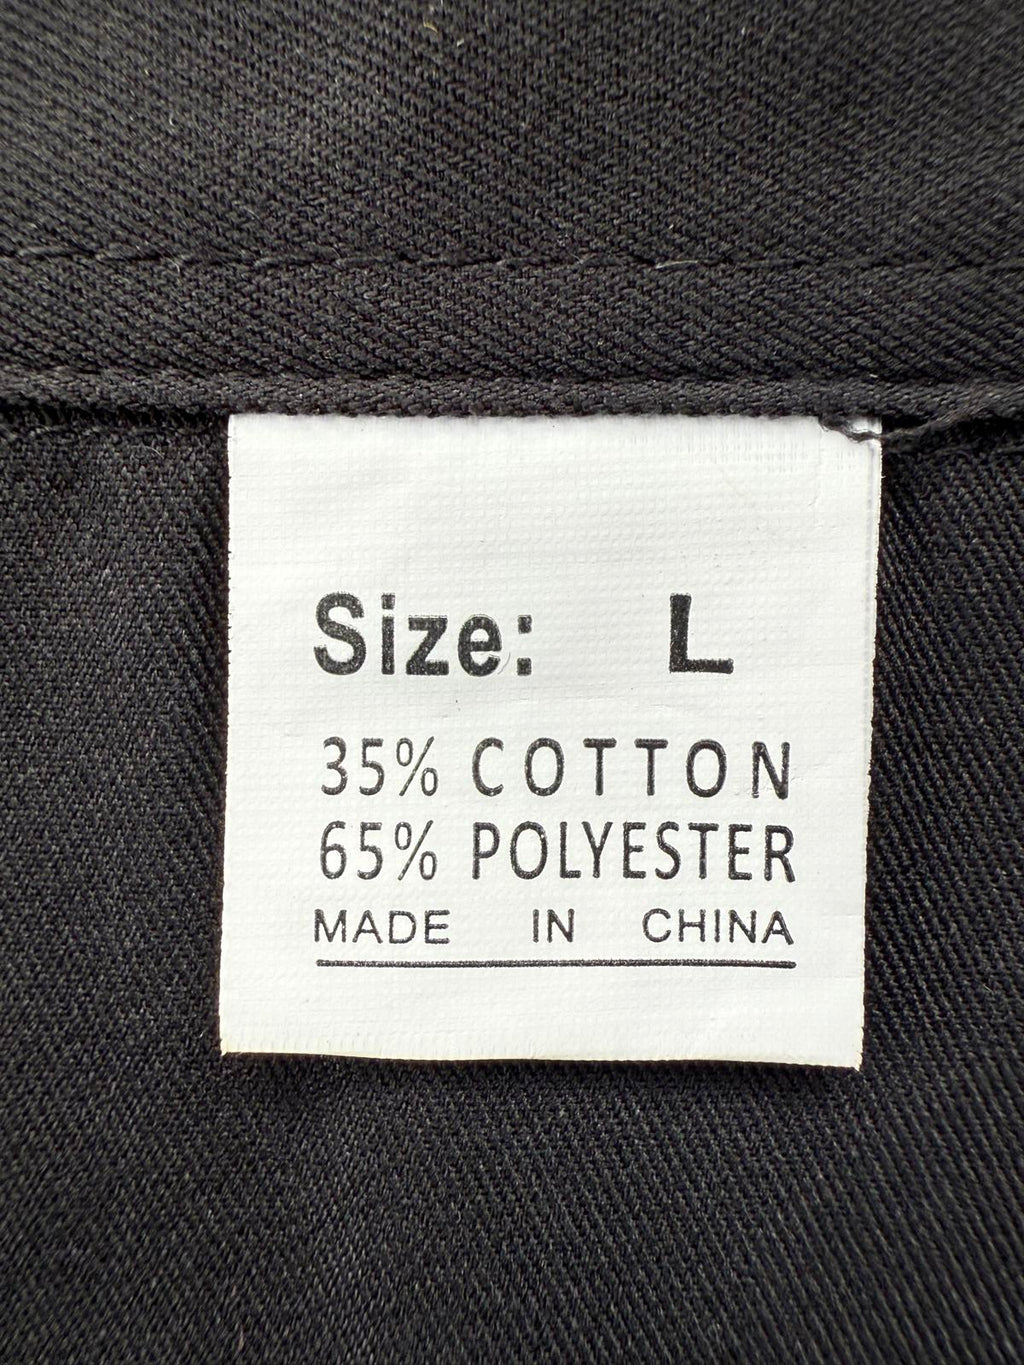 Size: L
35% COTTON
65% POLYESTER
MADE IN CHINA